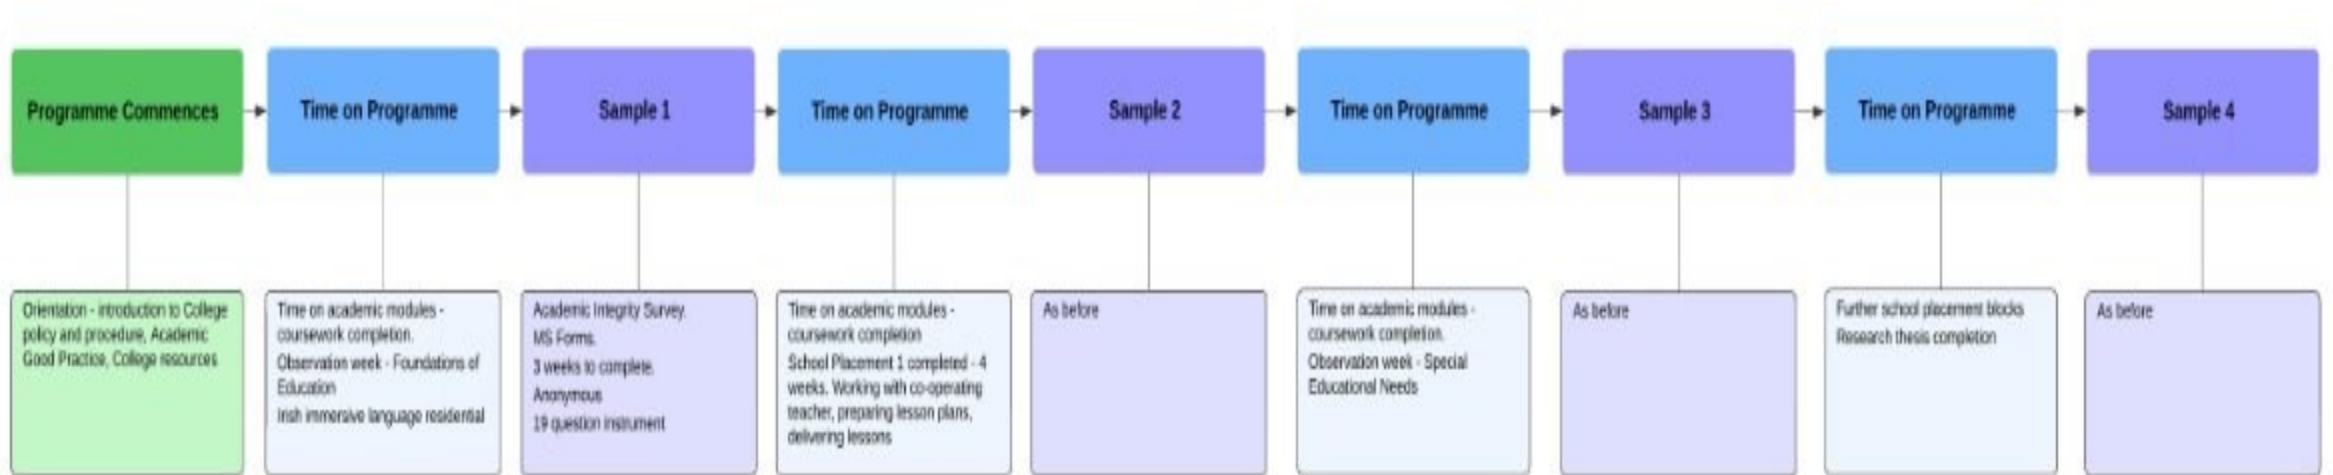 Programme Commences
Time on Programme
Sample 1
Time on Programme
Sample 2
Time on Programme
Sample 3
Time on Programme
Sample 4
Orientation - introduction to College
policy and procedure, Academic
Good Practice, College resources
Time on academic modules -
coursework completion.
Observation week - Foundations of
Education
Irish immersive language residential
Academic Integrity Survey.
MS Forms.
3 weeks to complete.
Anonymous
19 question instrument
Time on academic modules -
coursework completion
School Placement 1 completed - 4
weeks. Working with co-operating
teacher, preparing lesson plans,
delivering lessons
As before
Time on academic modules -
coursework completion.
Observation week - Special
Educational Needs
As before
Further school placement blocks
Research thesis completion
As before